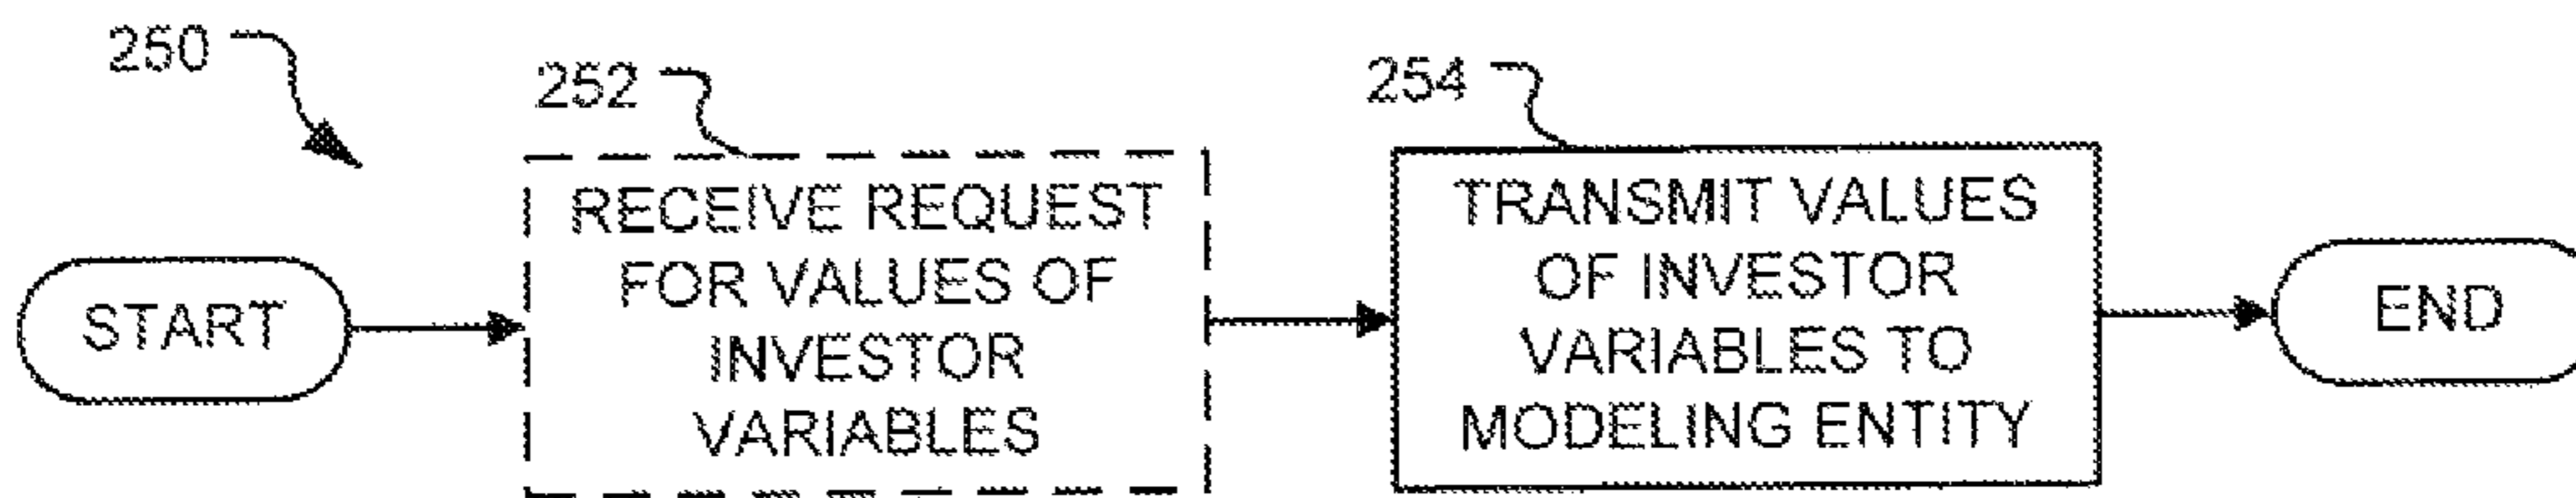 250
252
254
START
RECEIVE REQUEST
FOR VALUES OF
INVESTOR
VARIABLES
TRANSMIT VALUES
OF INVESTOR
VARIABLES TO
MODELING ENTITY
END